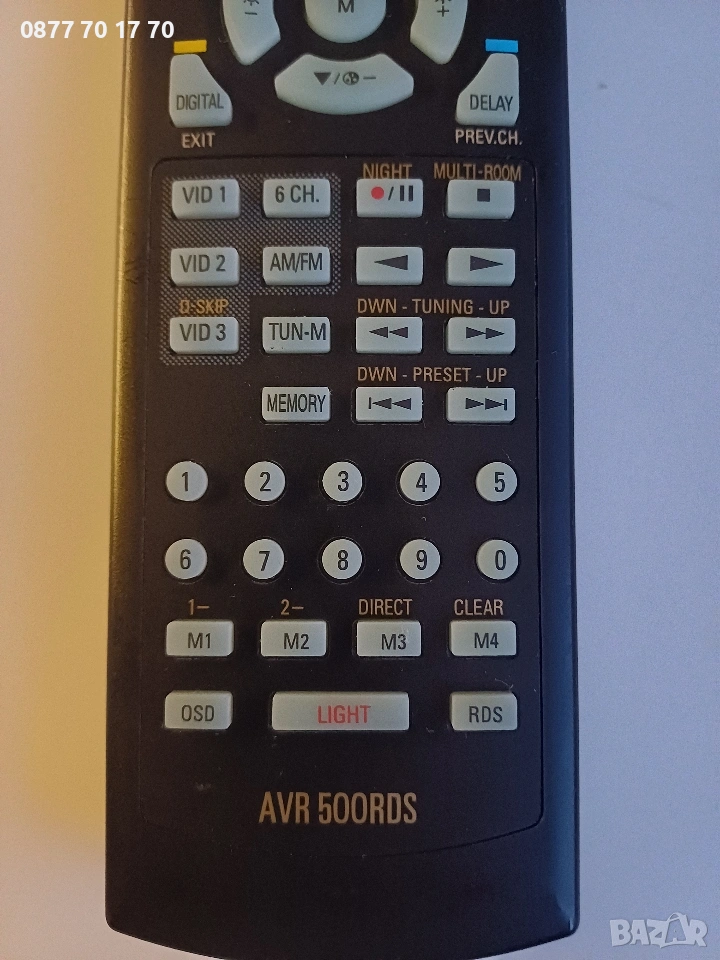 0877 70 17 70
M
DIGITAL
DELAY
EXIT
PREV.CH.
NIGHT MULTI-ROOM
VID 1 6 CH.
VID 2 AM/FM
D-SKIP DWN - TUNING - UP
VID 3 TUN-M
DWN - PRESET - UP
MEMORY
1 2 3 4 5
6 7 8 9 0
1- 2- DIRECT CLEAR
M1 M2 M3 M4
OSD LIGHT RDS
AVR 500RDS
BAZAR